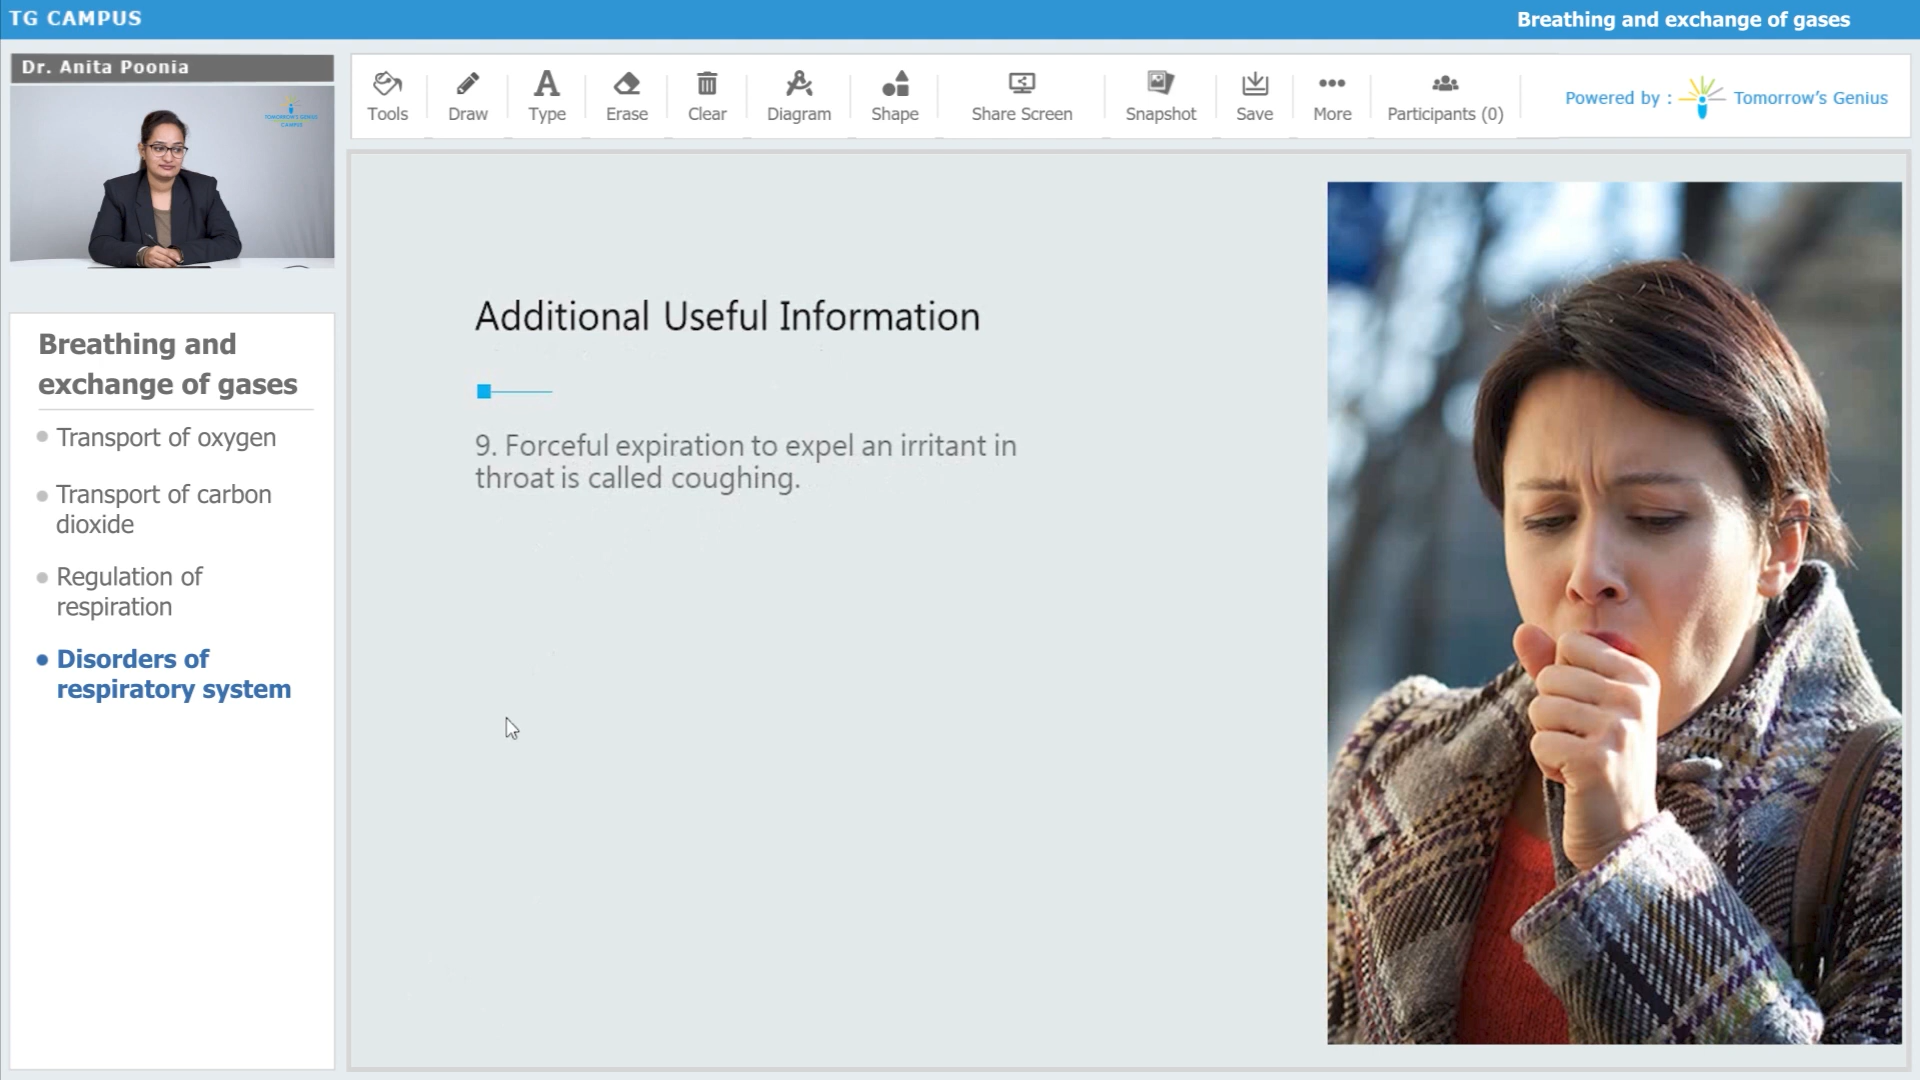 TG CAMPUS
Breathing and exchange of gases
Dr. Anita Poonia
TOMORROW'S GENIUS
CAMPUS
Tools
Draw
Type
Erase
Clear
Diagram
Shape
Share Screen
Snapshot
Save
More
Participants (0)
Powered by :
Tomorrow's Genius
Breathing and
exchange of gases
Transport of oxygen
Transport of carbon
dioxide
Regulation of
respiration
Disorders of
respiratory system
Additional Useful Information
9. Forceful expiration to expel an irritant in
throat is called coughing.